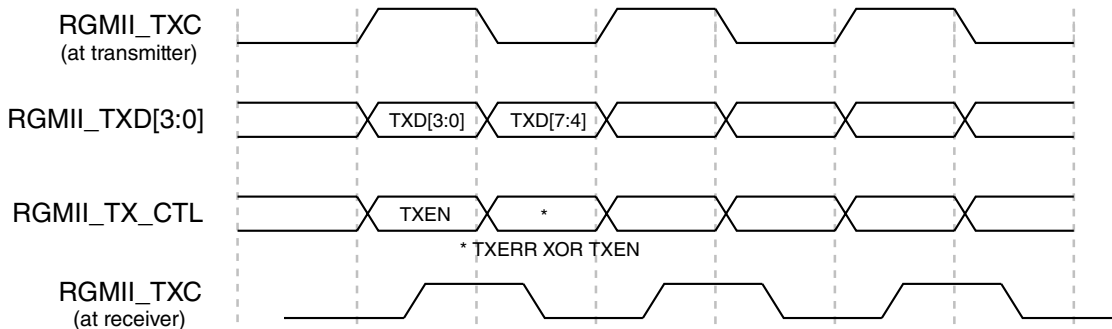 RGMII_TXC
(at transmitter)
RGMII_TXD[3:0]
TXD[3:0]
TXD[7:4]
RGMII_TX_CTL
TXEN
*
* TXERR XOR TXEN
RGMII_TXC
(at receiver)